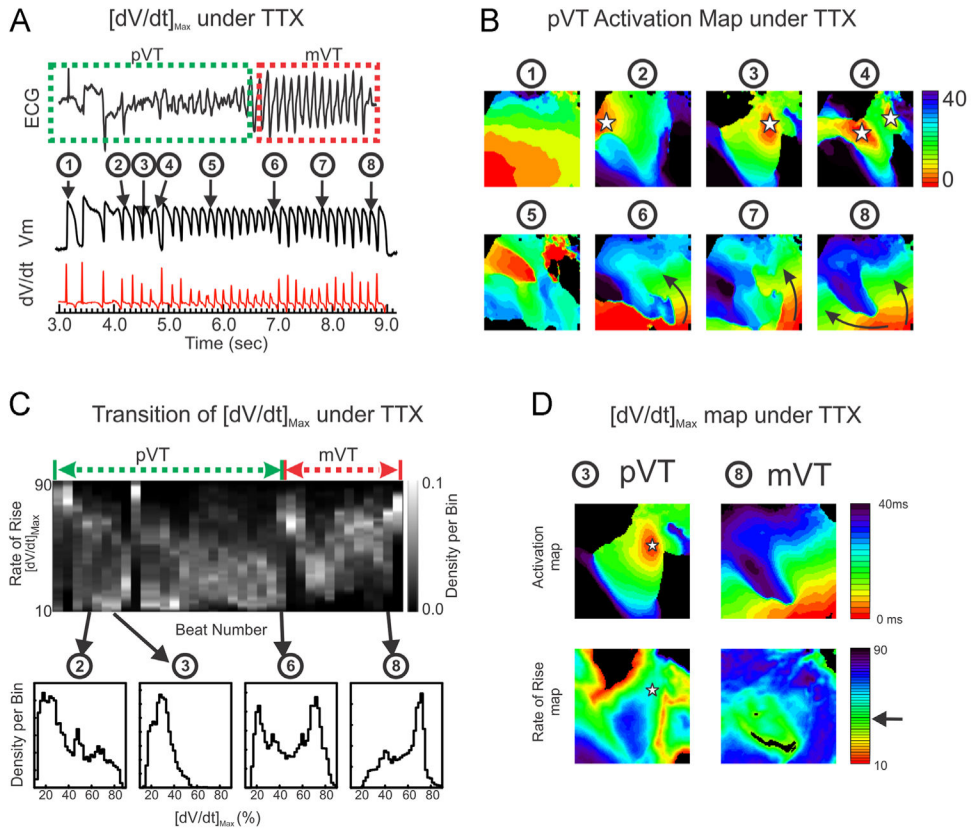 A
[dV/dt]Max under TTX
pVT
mVT
ECG
1 2 3 4 5 6 7 8
Vm
dV/dt
3.0 4.0 5.0 6.0 7.0 8.0 9.0
Time (sec)
B
pVT Activation Map under TTX
1 2 3 4
40
0
5 6 7 8
C
Transition of [dV/dt]Max under TTX
pVT
mVT
90
Rate of Rise
[dV/dt]Max
10
0.1
Density per Bin
0.0
Beat Number
2 3 6 8
Density per Bin
20 40 60 80 20 40 60 80 20 40 60 80 20 40 60 80
[dV/dt]Max (%)
D
[dV/dt]Max map under TTX
3 pVT 8 mVT
Activation
map
40ms
0 ms
Rate of Rise
map
90
10